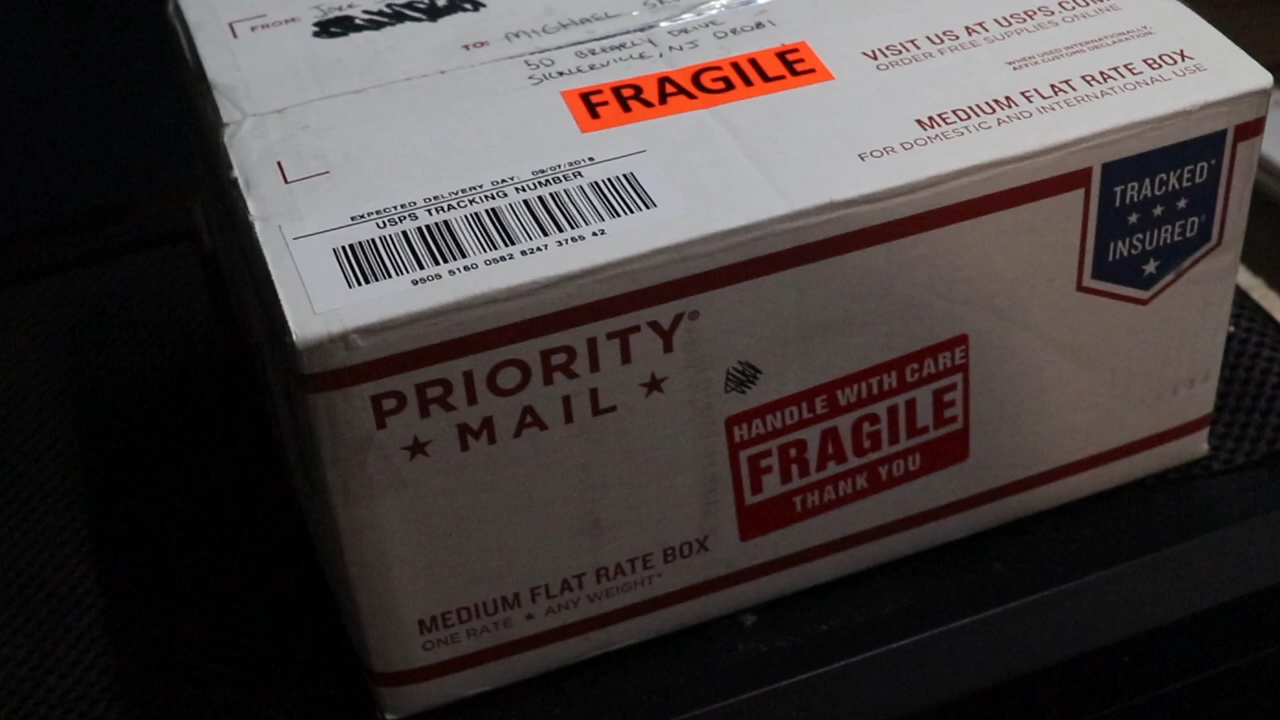 FROM:
TO: MICHAEL
50 BREARLY DRIVE
SICKLERVILLE, NJ 08081
FRAGILE
VISIT US AT USPS.COM
ORDER FREE SUPPLIES ONLINE
WHEN USED INTERNATIONALLY,
AFFIX CUSTOMS DECLARATION.
MEDIUM FLAT RATE BOX
FOR DOMESTIC AND INTERNATIONAL USE
EXPECTED DELIVERY DAY: 09/07/2018
USPS TRACKING NUMBER
9505 5160 0582 8247 3765 42
TRACKED™
INSURED®
PRIORITY®
MAIL
HANDLE WITH CARE
FRAGILE
THANK YOU
MEDIUM FLAT RATE BOX
ONE RATE ★ ANY WEIGHT*